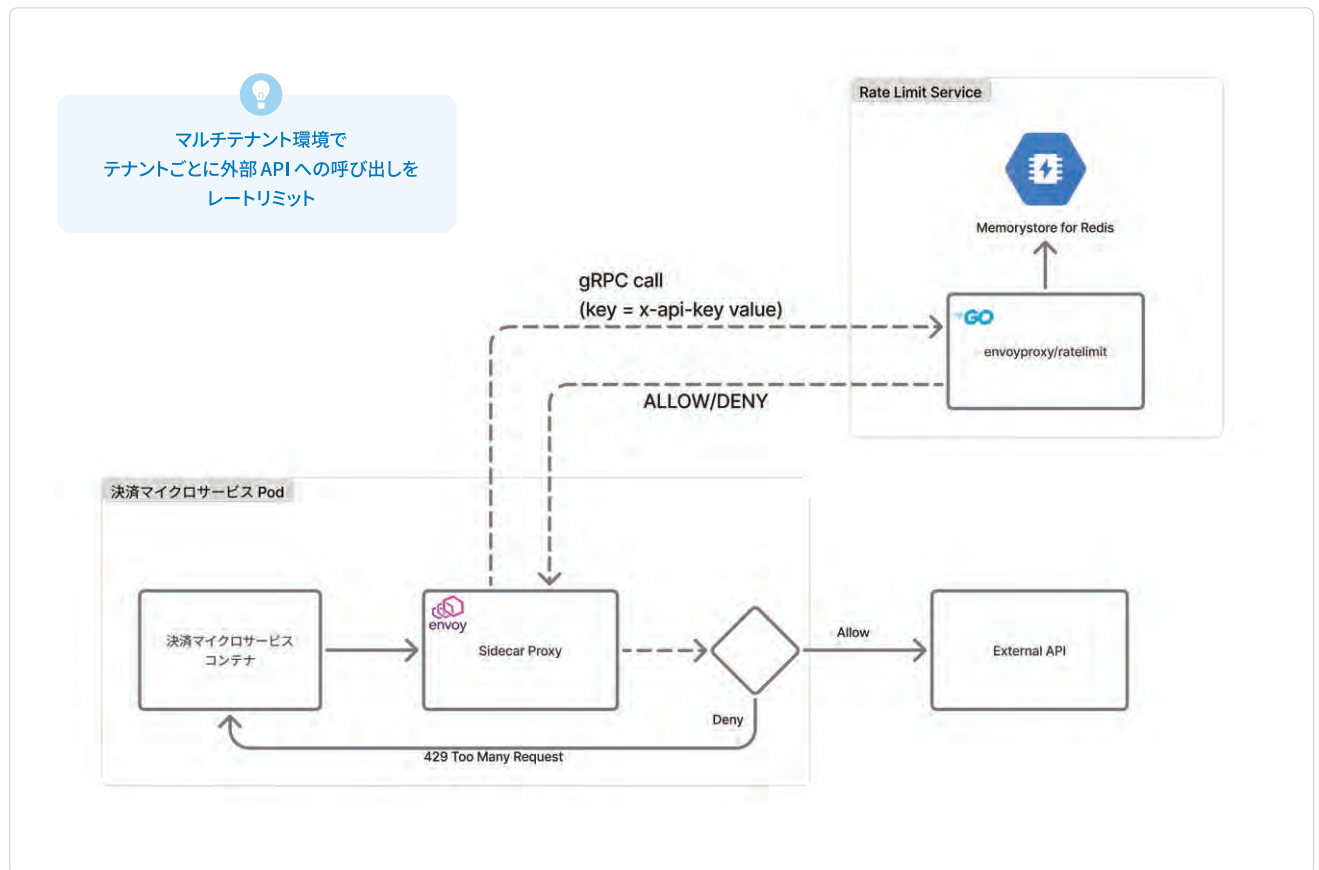 マルチテナント環境で
テナントごとに外部 API への呼び出しを
レートリミット
Rate Limit Service
Memorystore for Redis
gRPC call
(key = x-api-key value)
GO
envoyproxy/ratelimit
ALLOW/DENY
決済マイクロサービス Pod
決済マイクロサービス
コンテナ
envoy
Sidecar Proxy
Allow
External API
Deny
429 Too Many Request